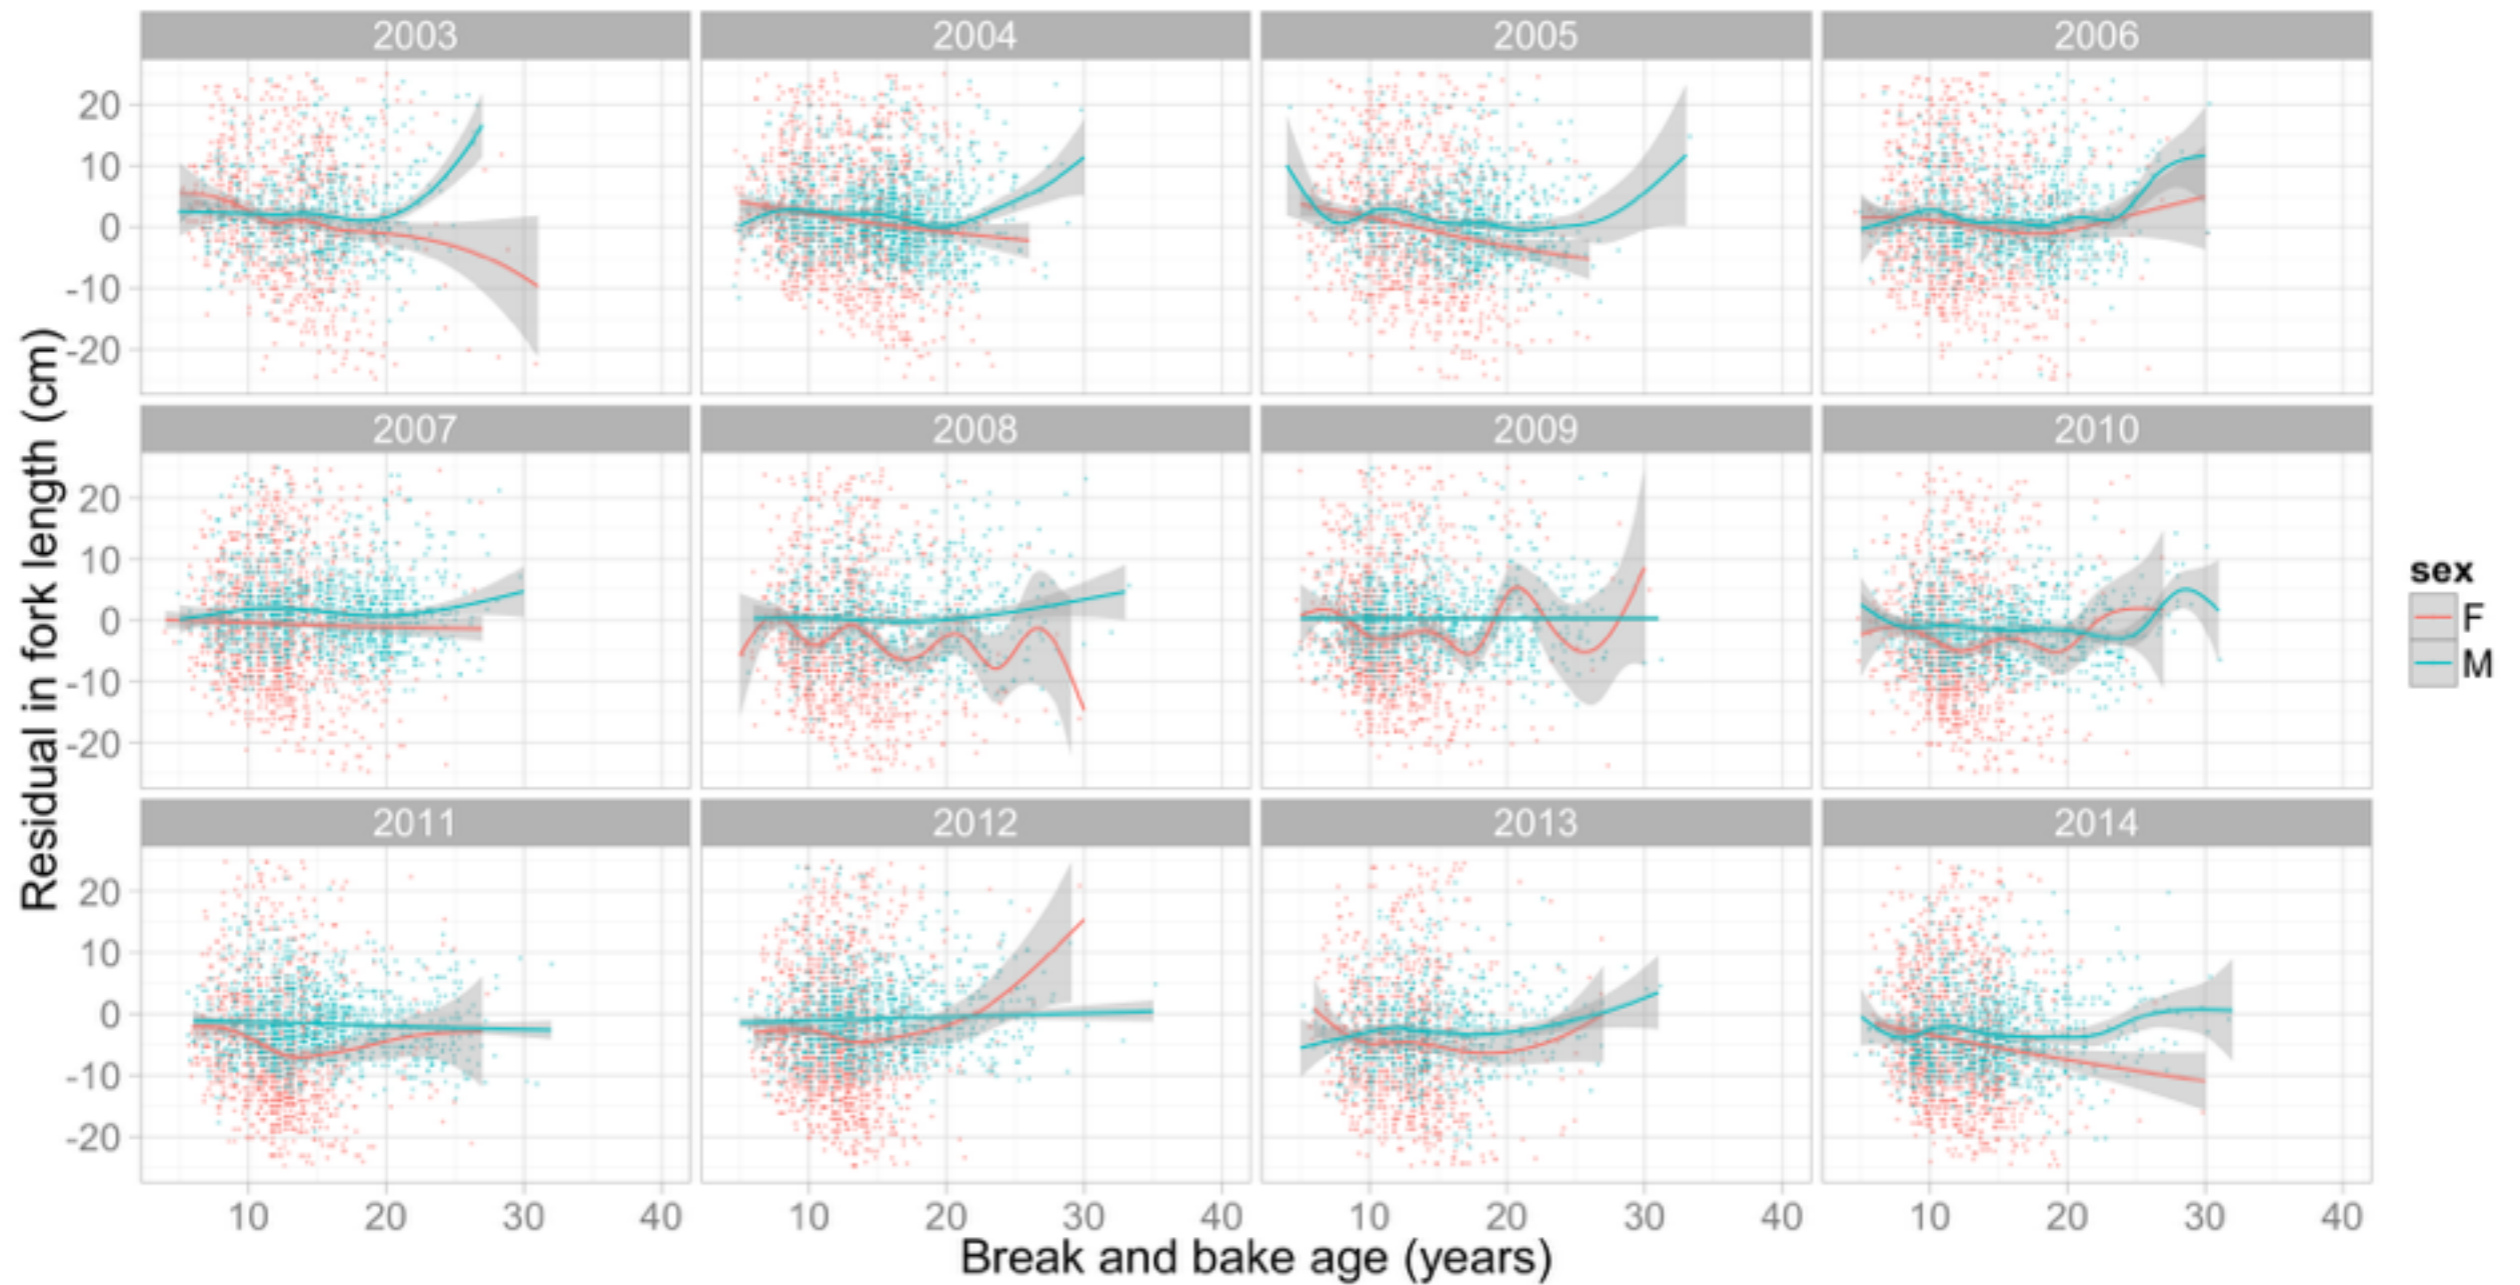 2003 2004 2005 2006
20
10
0
-10
-20
2007 2008 2009 2010
20
10
0
-10
-20
2011 2012 2013 2014
20
10
0
-10
-20
10 20 30 40 10 20 30 40 10 20 30 40 10 20 30 40
Residual in fork length (cm)
Break and bake age (years)
sex
F
M